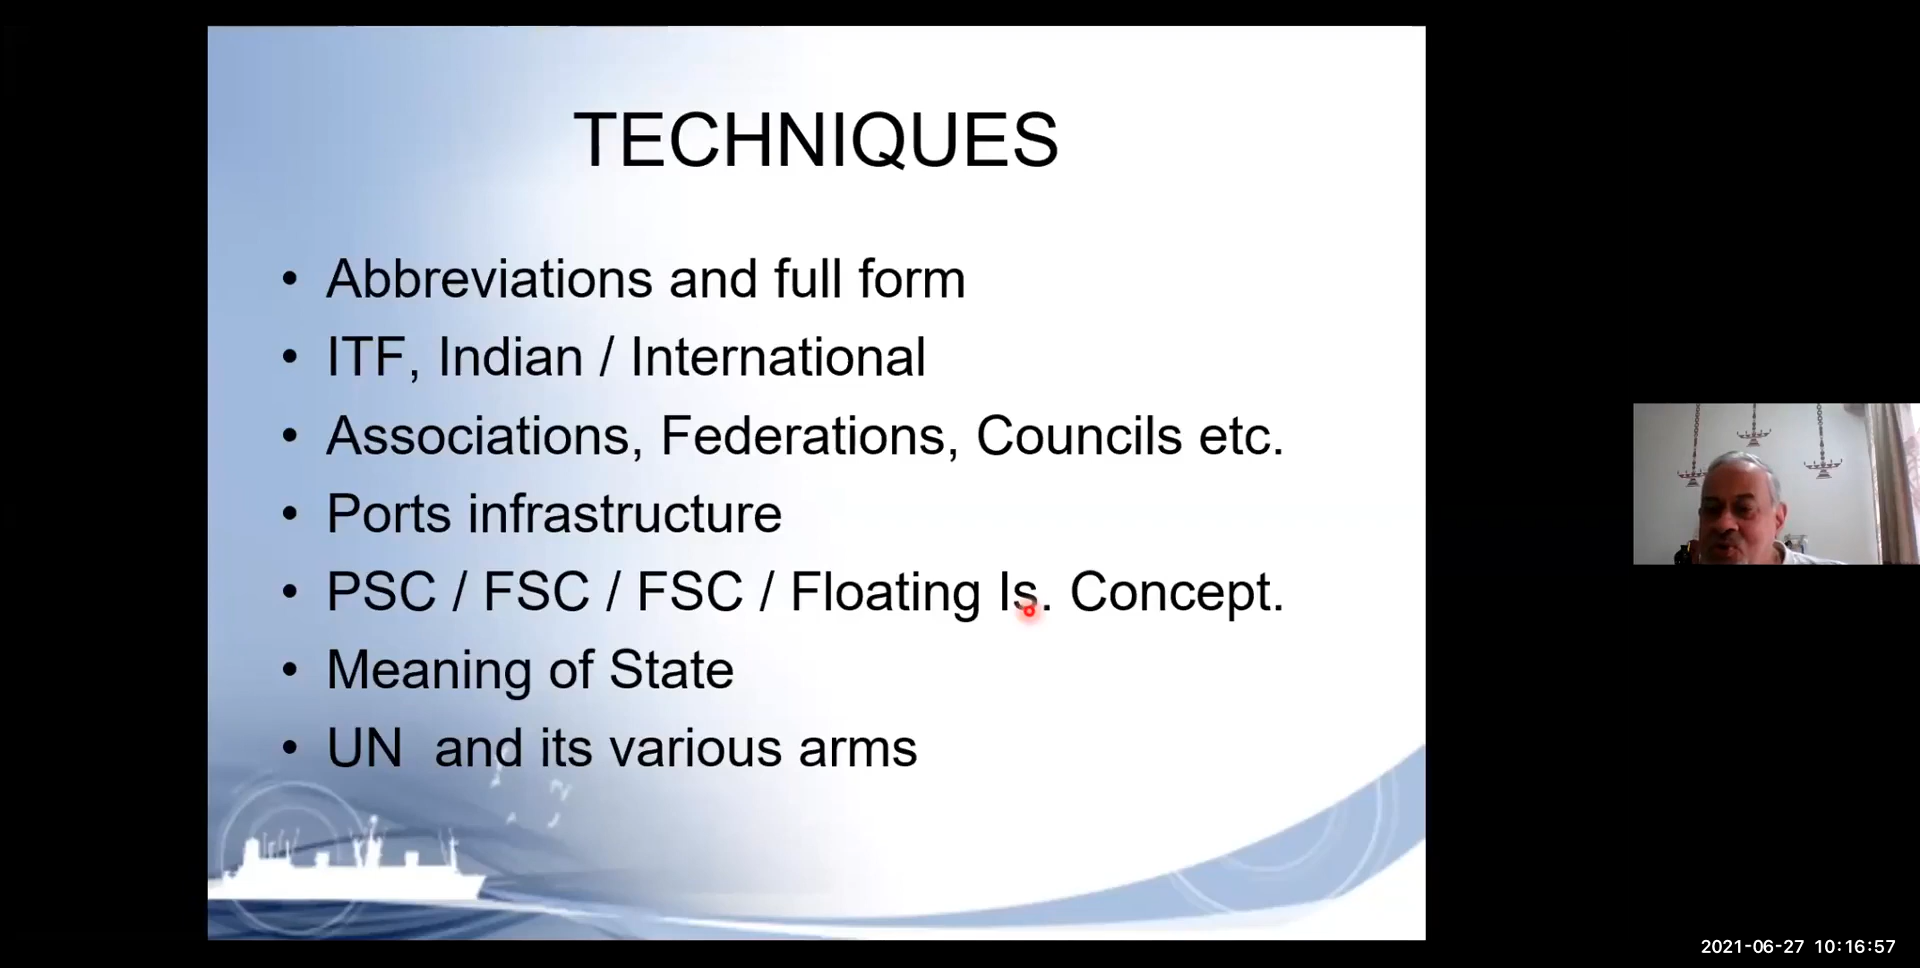 TECHNIQUES
• Abbreviations and full form
• ITF, Indian / International
• Associations, Federations, Councils etc.
• Ports infrastructure
• PSC / FSC / FSC / Floating Is. Concept.
• Meaning of State
• UN and its various arms
2021-06-27 10:16:57